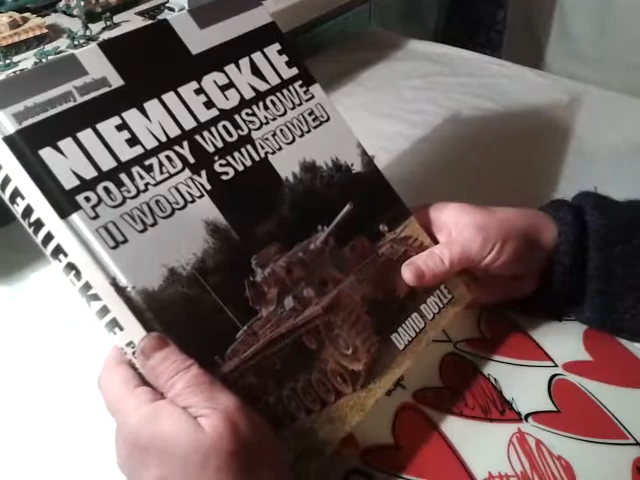 NIEMIECKIE
POJAZDY WOJSKOWE
II WOJNY ŚWIATOWEJ
DAVID DOYLE
NIEMIECKIE